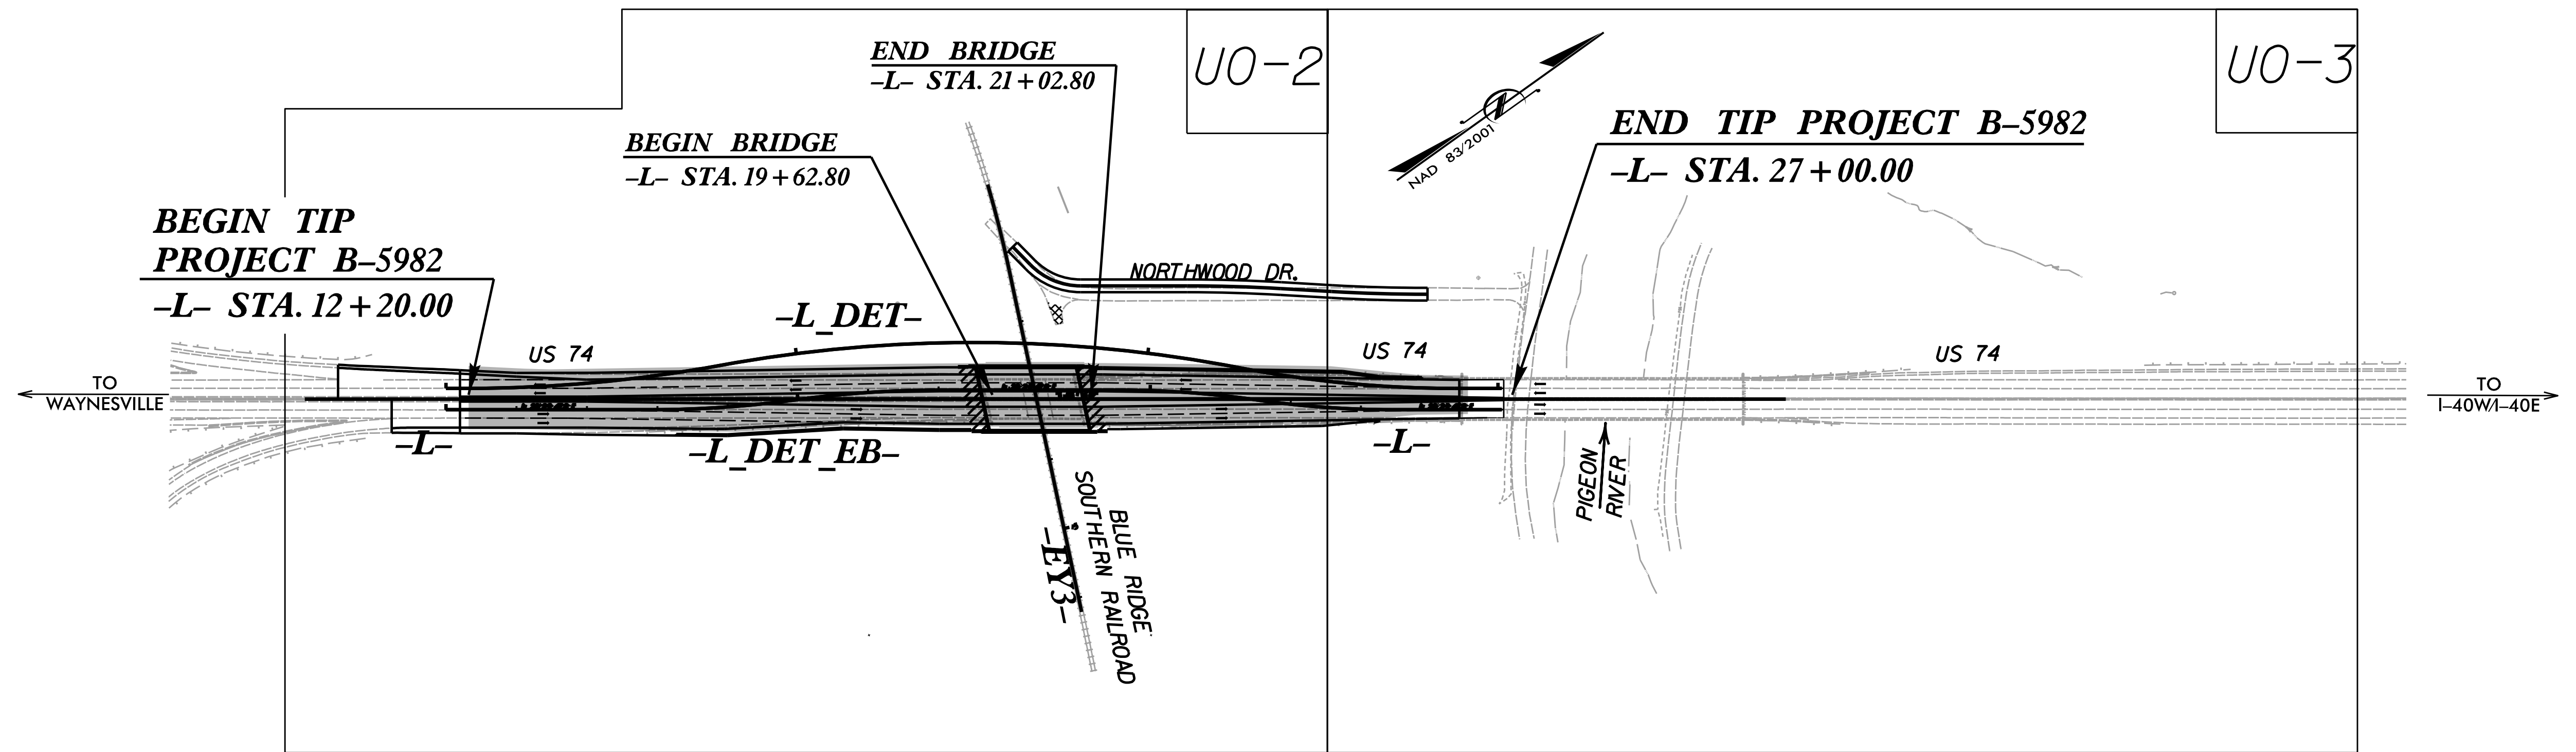 END BRIDGE
–L– STA. 21+02.80
UO-2
UO-3
BEGIN BRIDGE
–L– STA. 19+62.80
NAD 83/2001
END TIP PROJECT B–5982
–L– STA. 27+00.00
BEGIN TIP
PROJECT B–5982
–L– STA. 12+20.00
NORTHWOOD DR.
–L_DET–
US 74
US 74
US 74
TO
WAYNESVILLE
TO
I–40W/I–40E
–L–
–L_DET_EB–
–L–
PIGEON
RIVER
–EY3–
BLUE RIDGE
SOUTHERN RAILROAD